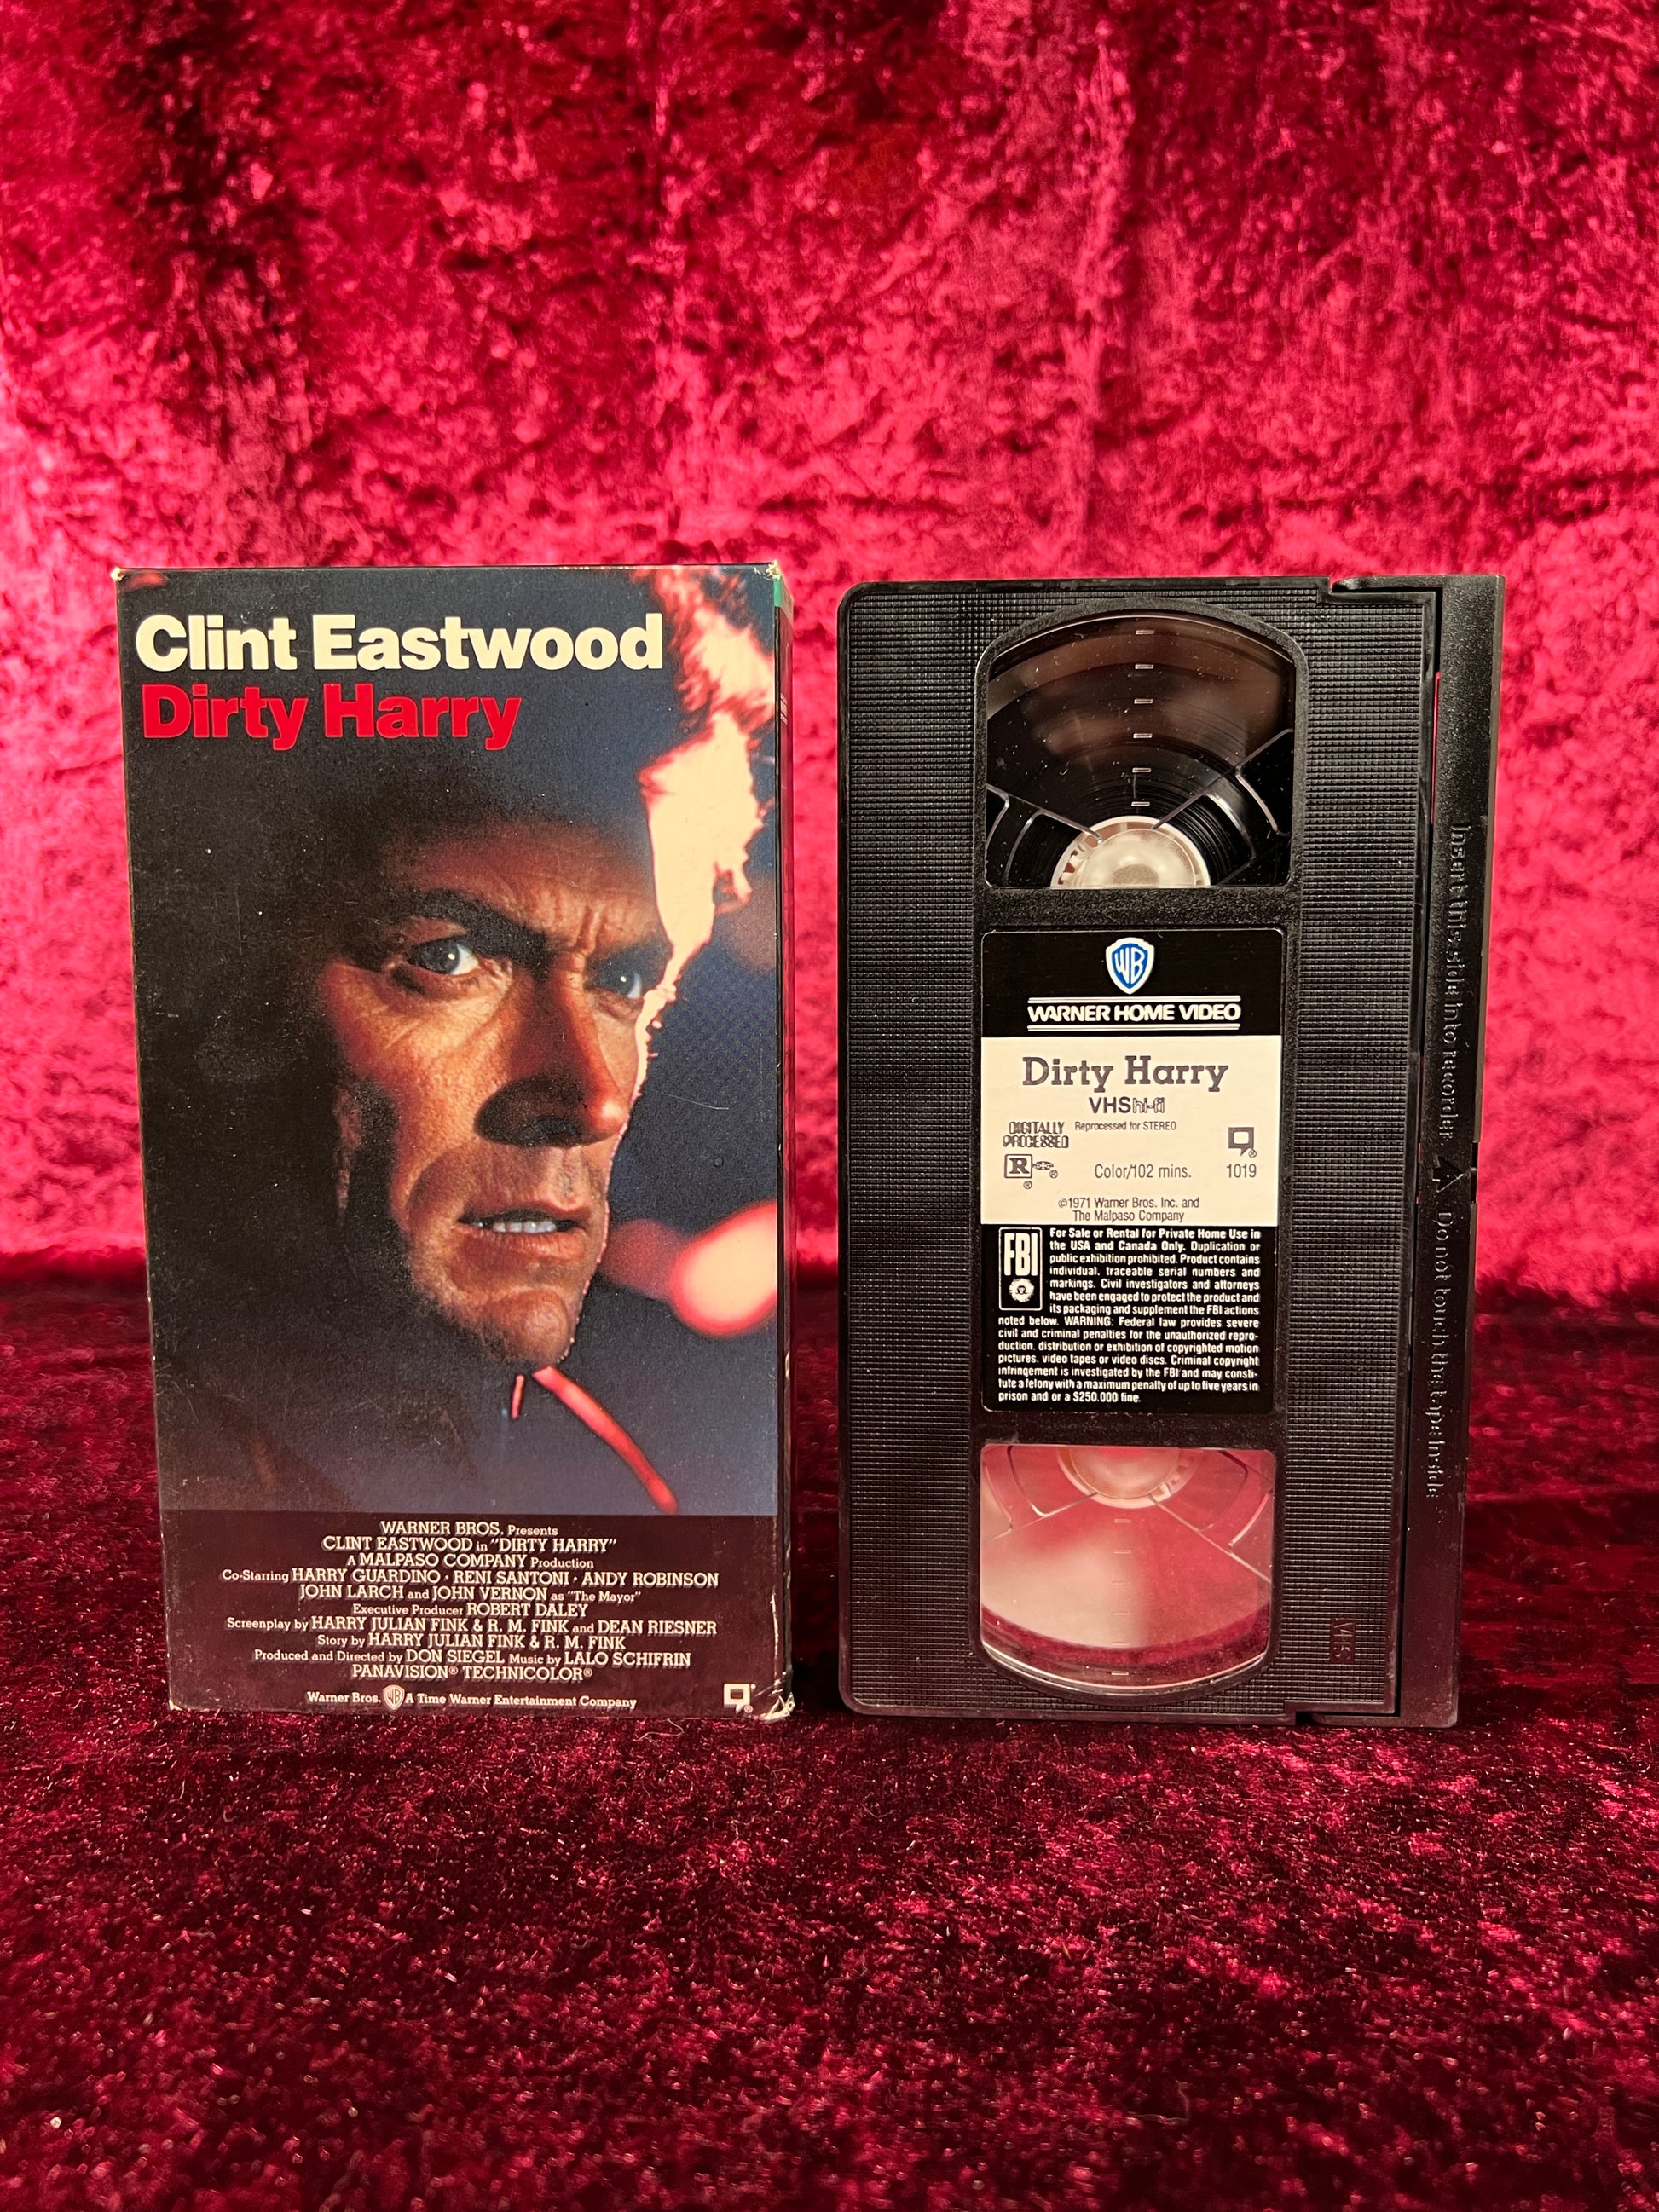 Clint Eastwood
Dirty Harry
WARNER BROS. Presents
CLINT EASTWOOD in "DIRTY HARRY"
A MALPASO COMPANY Production
Co-Starring HARRY GUARDINO · RENI SANTONI · ANDY ROBINSON
JOHN LARCH and JOHN VERNON as "The Mayor"
Executive Producer ROBERT DALEY
Screenplay by HARRY JULIAN FINK & R. M. FINK and DEAN RIESNER
Story by HARRY JULIAN FINK & R. M. FINK
Produced and Directed by DON SIEGEL Music by LALO SCHIFRIN
PANAVISION® TECHNICOLOR®
Warner Bros. WB A Time Warner Entertainment Company
WB
WARNER HOME VIDEO
Dirty Harry
VHS hi-fi
Reprocessed for STEREO
DIGITALLY
PROCESSED
R ®
Color/102 mins.
1019
©1971 Warner Bros. Inc. and
The Malpaso Company
FBI
For Sale or Rental for Private Home Use in
the USA and Canada Only. Duplication or
public exhibition prohibited. Product contains
individual, traceable serial numbers and
markings. Civil investigators and attorneys
have been engaged to protect the product and
its packaging and supplement the FBI actions
noted below. WARNING: Federal law provides severe
civil and criminal penalties for the unauthorized repro-
duction, distribution or exhibition of copyrighted motion
pictures, video tapes or video discs. Criminal copyright
infringement is investigated by the FBI and may consti-
tute a felony with a maximum penalty of up to five years in
prison and or a $250,000 fine.
VHS
Insert this side into recorder △ Do not touch the tape inside